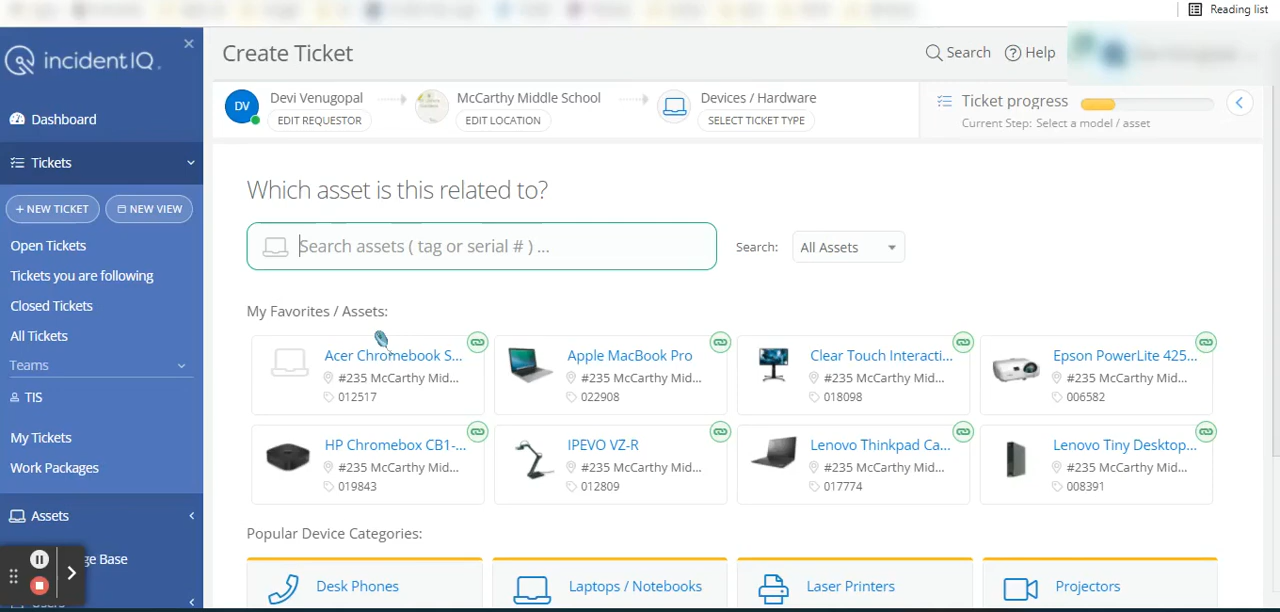 Reading list
incidentIQ.
Create Ticket
Search
Help
DV
Devi Venugopal
EDIT REQUESTOR
McCarthy Middle School
EDIT LOCATION
Devices / Hardware
SELECT TICKET TYPE
Ticket progress
Current Step: Select a model / asset
Dashboard
Tickets
+ NEW TICKET
NEW VIEW
Open Tickets
Tickets you are following
Closed Tickets
All Tickets
Teams
TIS
My Tickets
Work Packages
Assets
ge Base
Which asset is this related to?
Search assets ( tag or serial # ) ...
Search:
All Assets
My Favorites / Assets:
Acer Chromebook S...
#235 McCarthy Mid...
012517
Apple MacBook Pro
#235 McCarthy Mid...
022908
Clear Touch Interacti...
#235 McCarthy Mid...
018098
Epson PowerLite 425...
#235 McCarthy Mid...
006582
HP Chromebox CB1-...
#235 McCarthy Mid...
019843
IPEVO VZ-R
#235 McCarthy Mid...
012809
Lenovo Thinkpad Ca...
#235 McCarthy Mid...
017774
Lenovo Tiny Desktop...
#235 McCarthy Mid...
008391
Popular Device Categories:
Desk Phones
Laptops / Notebooks
Laser Printers
Projectors